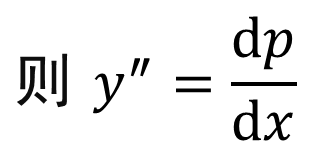 则 y″ = dp/dx